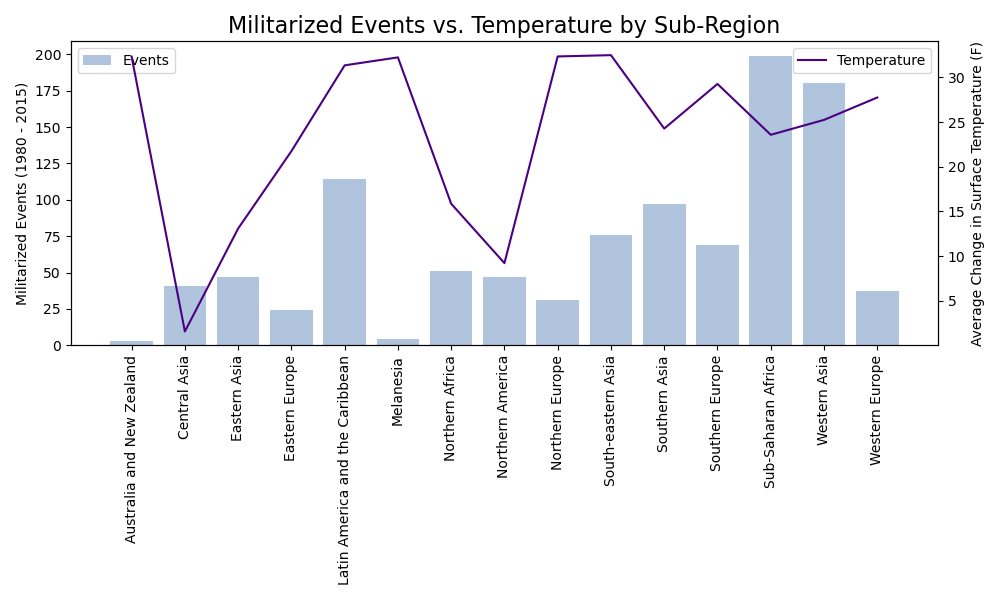 Militarized Events vs. Temperature by Sub-Region
Events
Temperature
Militarized Events (1980 - 2015)
200
175
150
125
100
75
50
25
0
Average Change in Surface Temperature (F)
30
25
20
15
10
5
Australia and New Zealand
Central Asia
Eastern Asia
Eastern Europe
Latin America and the Caribbean
Melanesia
Northern Africa
Northern America
Northern Europe
South-eastern Asia
Southern Asia
Southern Europe
Sub-Saharan Africa
Western Asia
Western Europe